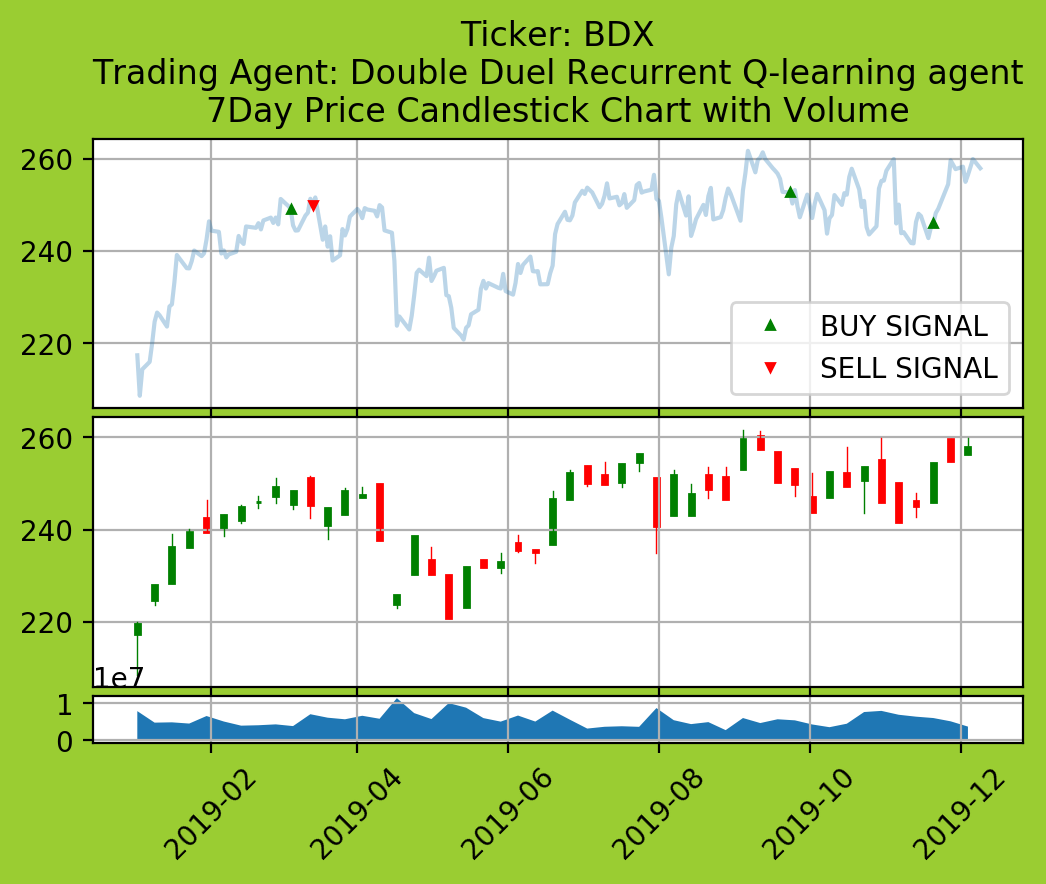 Ticker: BDX
Trading Agent: Double Duel Recurrent Q-learning agent
7Day Price Candlestick Chart with Volume
260
240
220
BUY SIGNAL
SELL SIGNAL
260
240
220
1e7
1
0
2019-02
2019-04
2019-06
2019-08
2019-10
2019-12